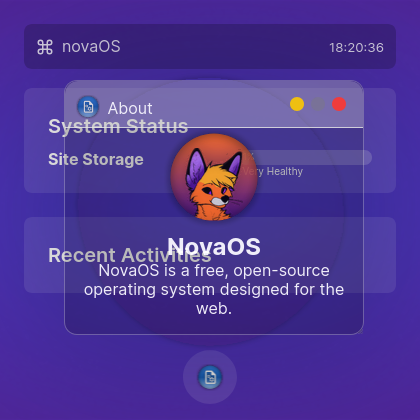 novaOS
18:20:36
About
System Status
Site Storage
Very Healthy
NovaOS
Recent Activities
NovaOS is a free, open-source
operating system designed for the
web.